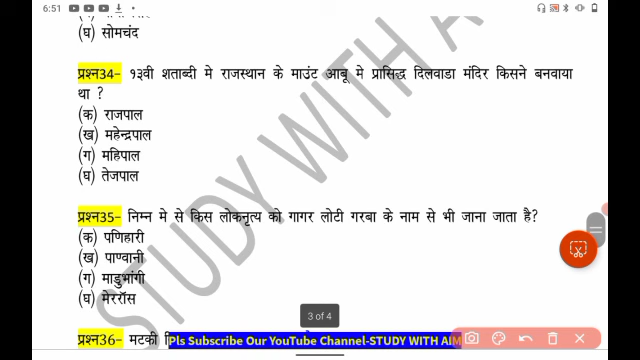 6:51
(घ) सोमचंद
प्रश्न34- १३वी शताब्दी मे राजस्थान के माउंट आबू मे प्रासिद्ध दिलवाडा मंदिर किसने बनवाया
था ?
(क) राजपाल
(ख) महेन्द्रपाल
(ग) महिपाल
(घ) तेजपाल
प्रश्न35- निम्न मे से किस लोकनृत्य को गागर लोटी गरबा के नाम से भी जाना जाता है?
(क) पणिहारी
(ख) पाण्वानी
(ग) माडुभांगी
(घ) मेररॉस
3 of 4
प्रश्न36- मटकी
Pls Subscribe Our YouTube Channel-STUDY WITH AIM
STUDY WITH A